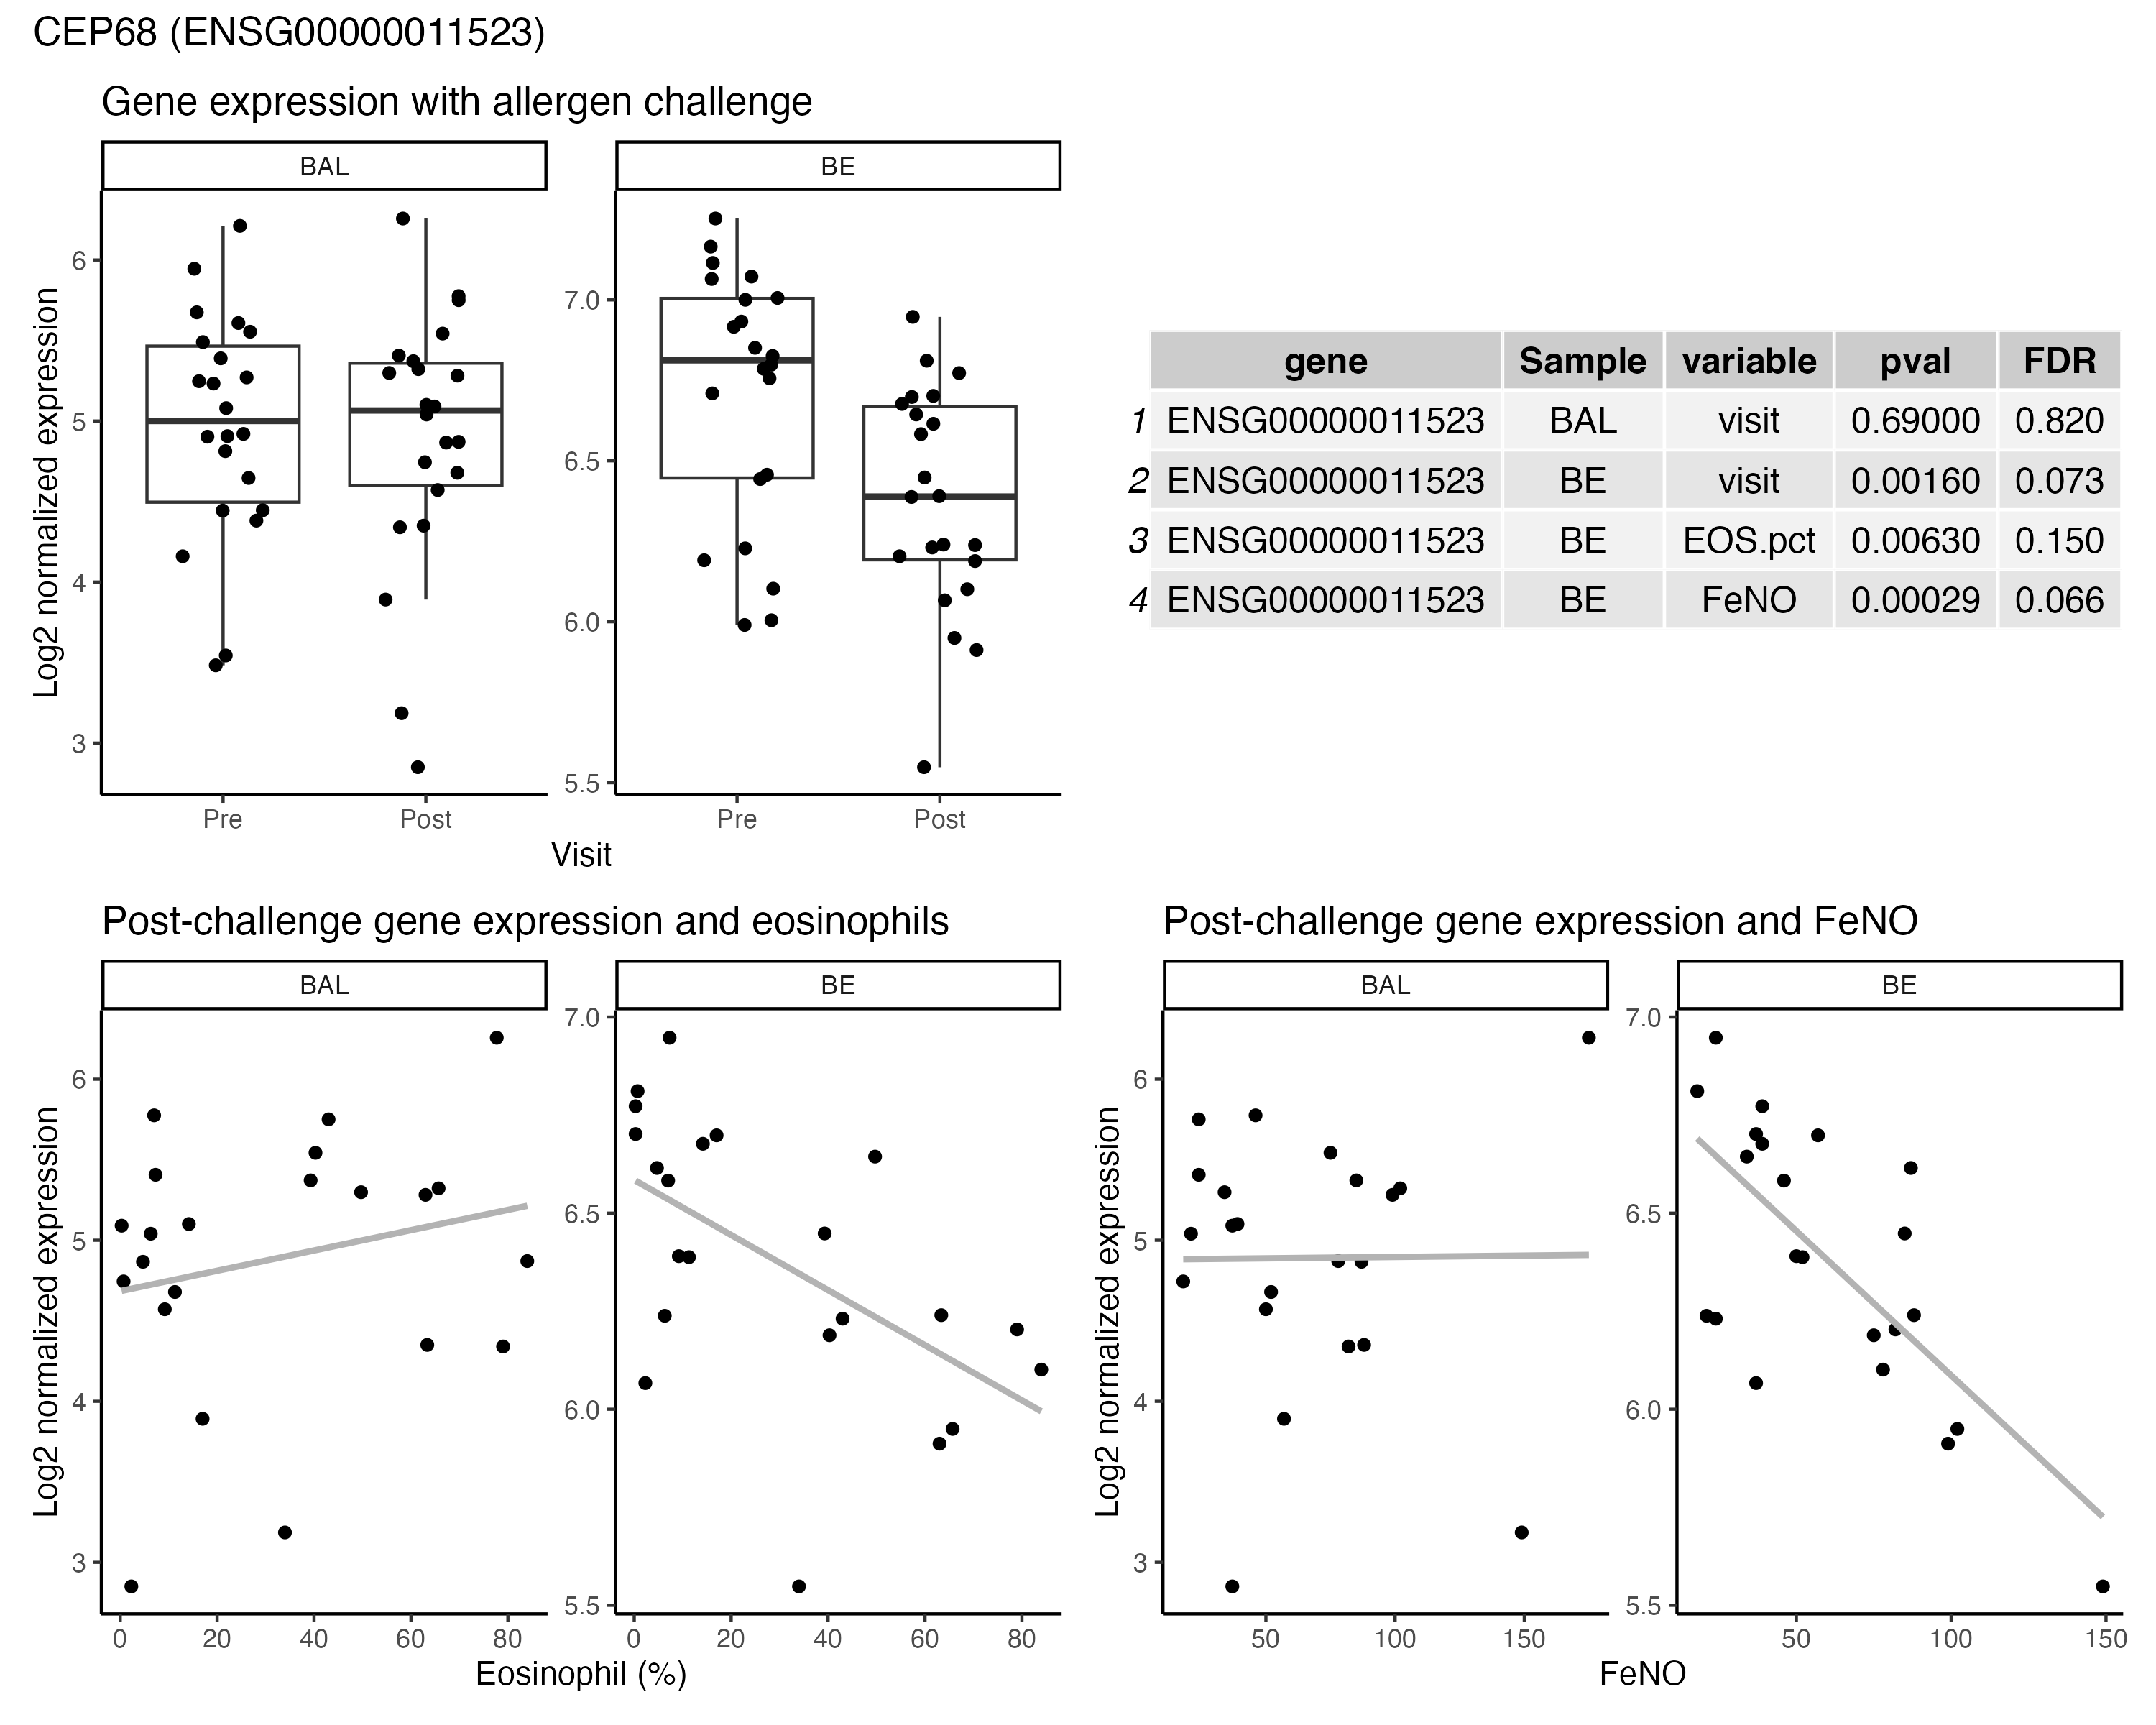 CEP68 (ENSG00000011523)
Gene expression with allergen challenge
BAL BE
Log2 normalized expression
6
5
4
3
7.0
6.5
6.0
5.5
Pre Post Pre Post
Visit
gene Sample variable pval FDR
1 ENSG00000011523 BAL visit 0.69000 0.820
2 ENSG00000011523 BE visit 0.00160 0.073
3 ENSG00000011523 BE EOS.pct 0.00630 0.150
4 ENSG00000011523 BE FeNO 0.00029 0.066
Post-challenge gene expression and eosinophils
BAL BE
Log2 normalized expression
6
5
4
3
7.0
6.5
6.0
5.5
0 20 40 60 80 0 20 40 60 80
Eosinophil (%)
Post-challenge gene expression and FeNO
BAL BE
Log2 normalized expression
6
5
4
3
7.0
6.5
6.0
5.5
50 100 150 50 100 150
FeNO